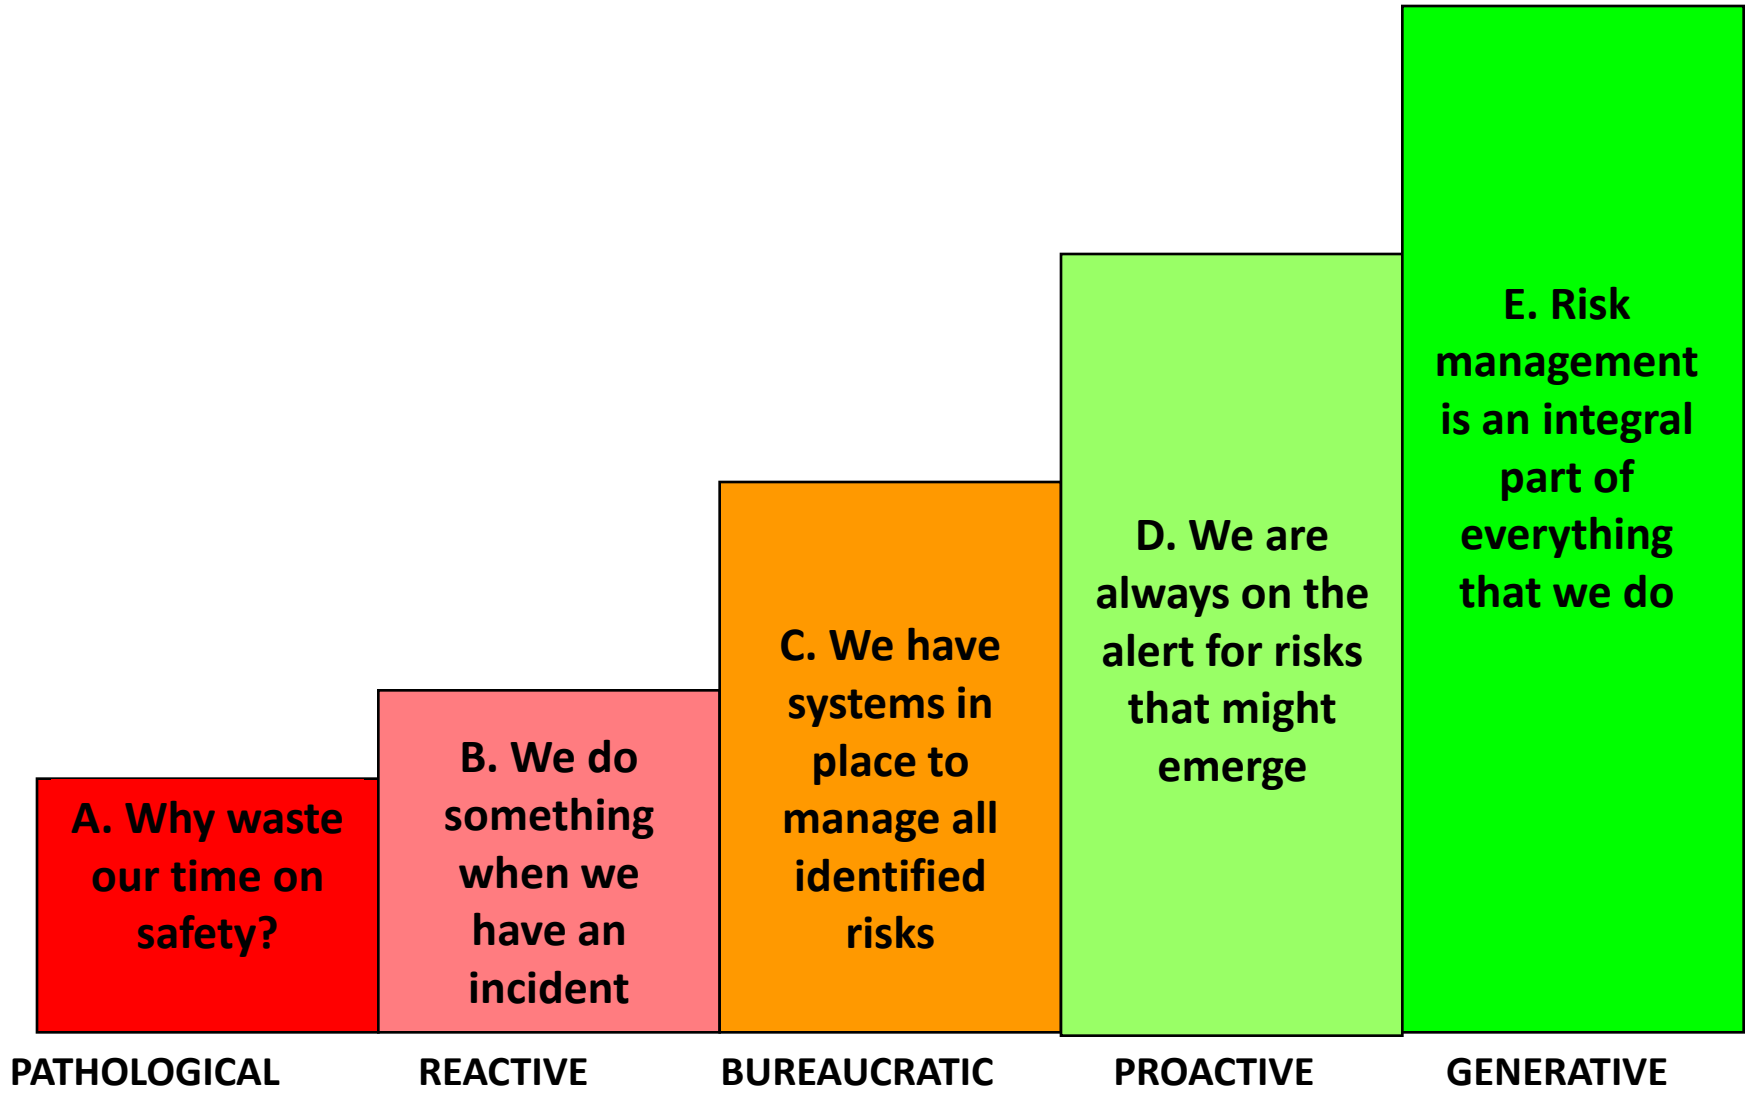 A. Why waste
our time on
safety?
B. We do
something
when we
have an
incident
C. We have
systems in
place to
manage all
identified
risks
D. We are
always on the
alert for risks
that might
emerge
E. Risk
management
is an integral
part of
everything
that we do
PATHOLOGICAL
REACTIVE
BUREAUCRATIC
PROACTIVE
GENERATIVE